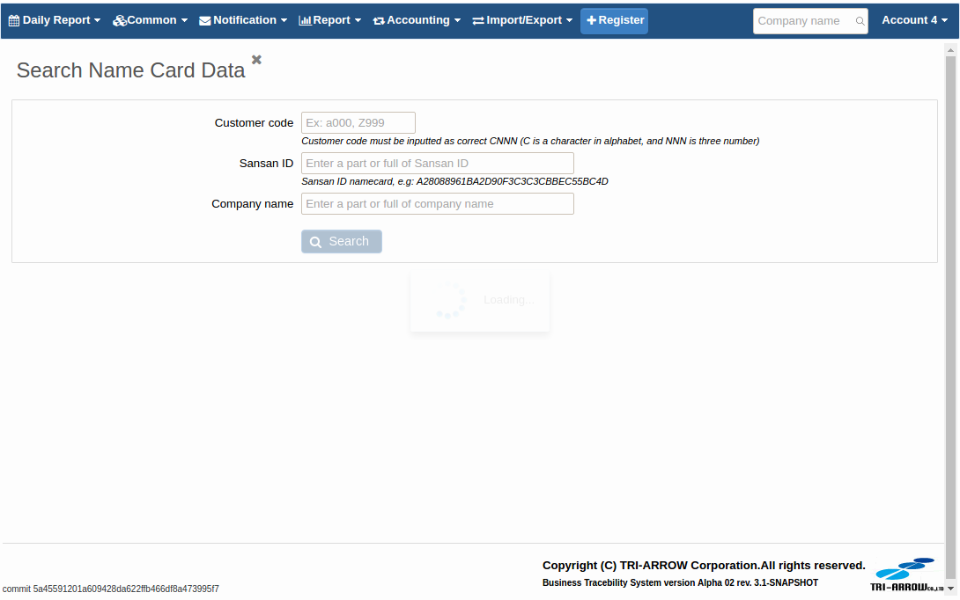 Daily Report Common Notification Report Accounting Import/Export Register Company name Account 4
Search Name Card Data
Customer code Ex: a000, Z999
Customer code must be inputted as correct CNNN (C is a character in alphabet, and NNN is three number)
Sansan ID Enter a part or full of Sansan ID
Sansan ID namecard, e.g: A28088961BA2D90F3C3C3CBBEC55BC4D
Company name Enter a part or full of company name
Search
Loading...
Copyright (C) TRI-ARROW Corporation.All rights reserved.
Business Tracebility System version Alpha 02 rev. 3.1-SNAPSHOT
TRI-ARROW CO.,LTD
commit 5a45591201a609428da622ffb466df8a473995f7